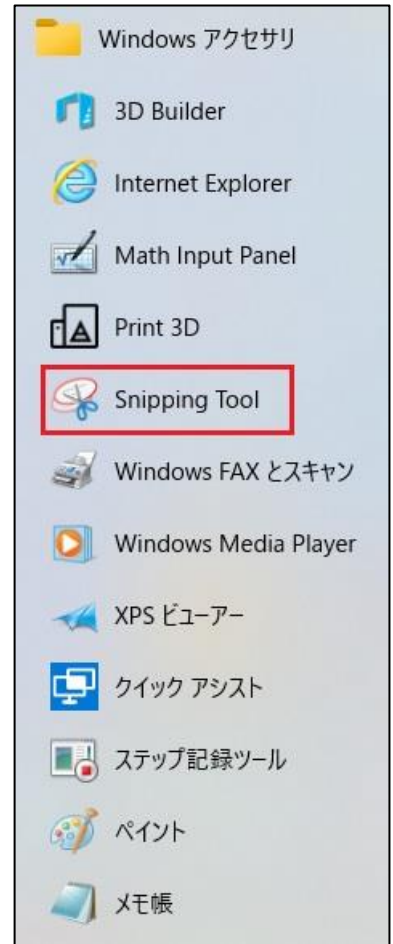 Windows アクセサリ
3D Builder
Internet Explorer
Math Input Panel
Print 3D
Snipping Tool
Windows FAX とスキャン
Windows Media Player
XPS ビューアー
クイック アシスト
ステップ記録ツール
ペイント
メモ帳